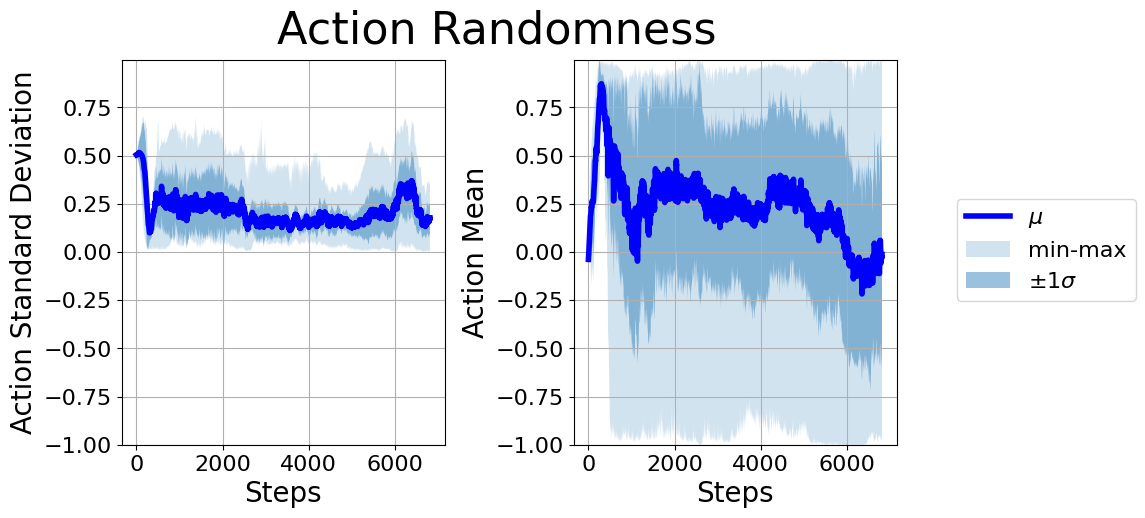 Action Randomness
Action Standard Deviation
0.75
0.50
0.25
0.00
−0.25
−0.50
−0.75
−1.00
0 2000 4000 6000
Steps
Action Mean
0.75
0.50
0.25
0.00
−0.25
−0.50
−0.75
−1.00
0 2000 4000 6000
Steps
μ
min-max
±1σ